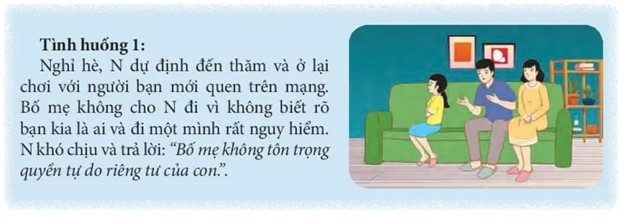 Tình huống 1:
Nghỉ hè, N dự định đến thăm và ở lại
chơi với người bạn mới quen trên mạng.
Bố mẹ không cho N đi vì không biết rõ
bạn kia là ai và đi một mình rất nguy hiểm.
N khó chịu và trả lời: “Bố mẹ không tôn trọng
quyền tự do riêng tư của con.”.